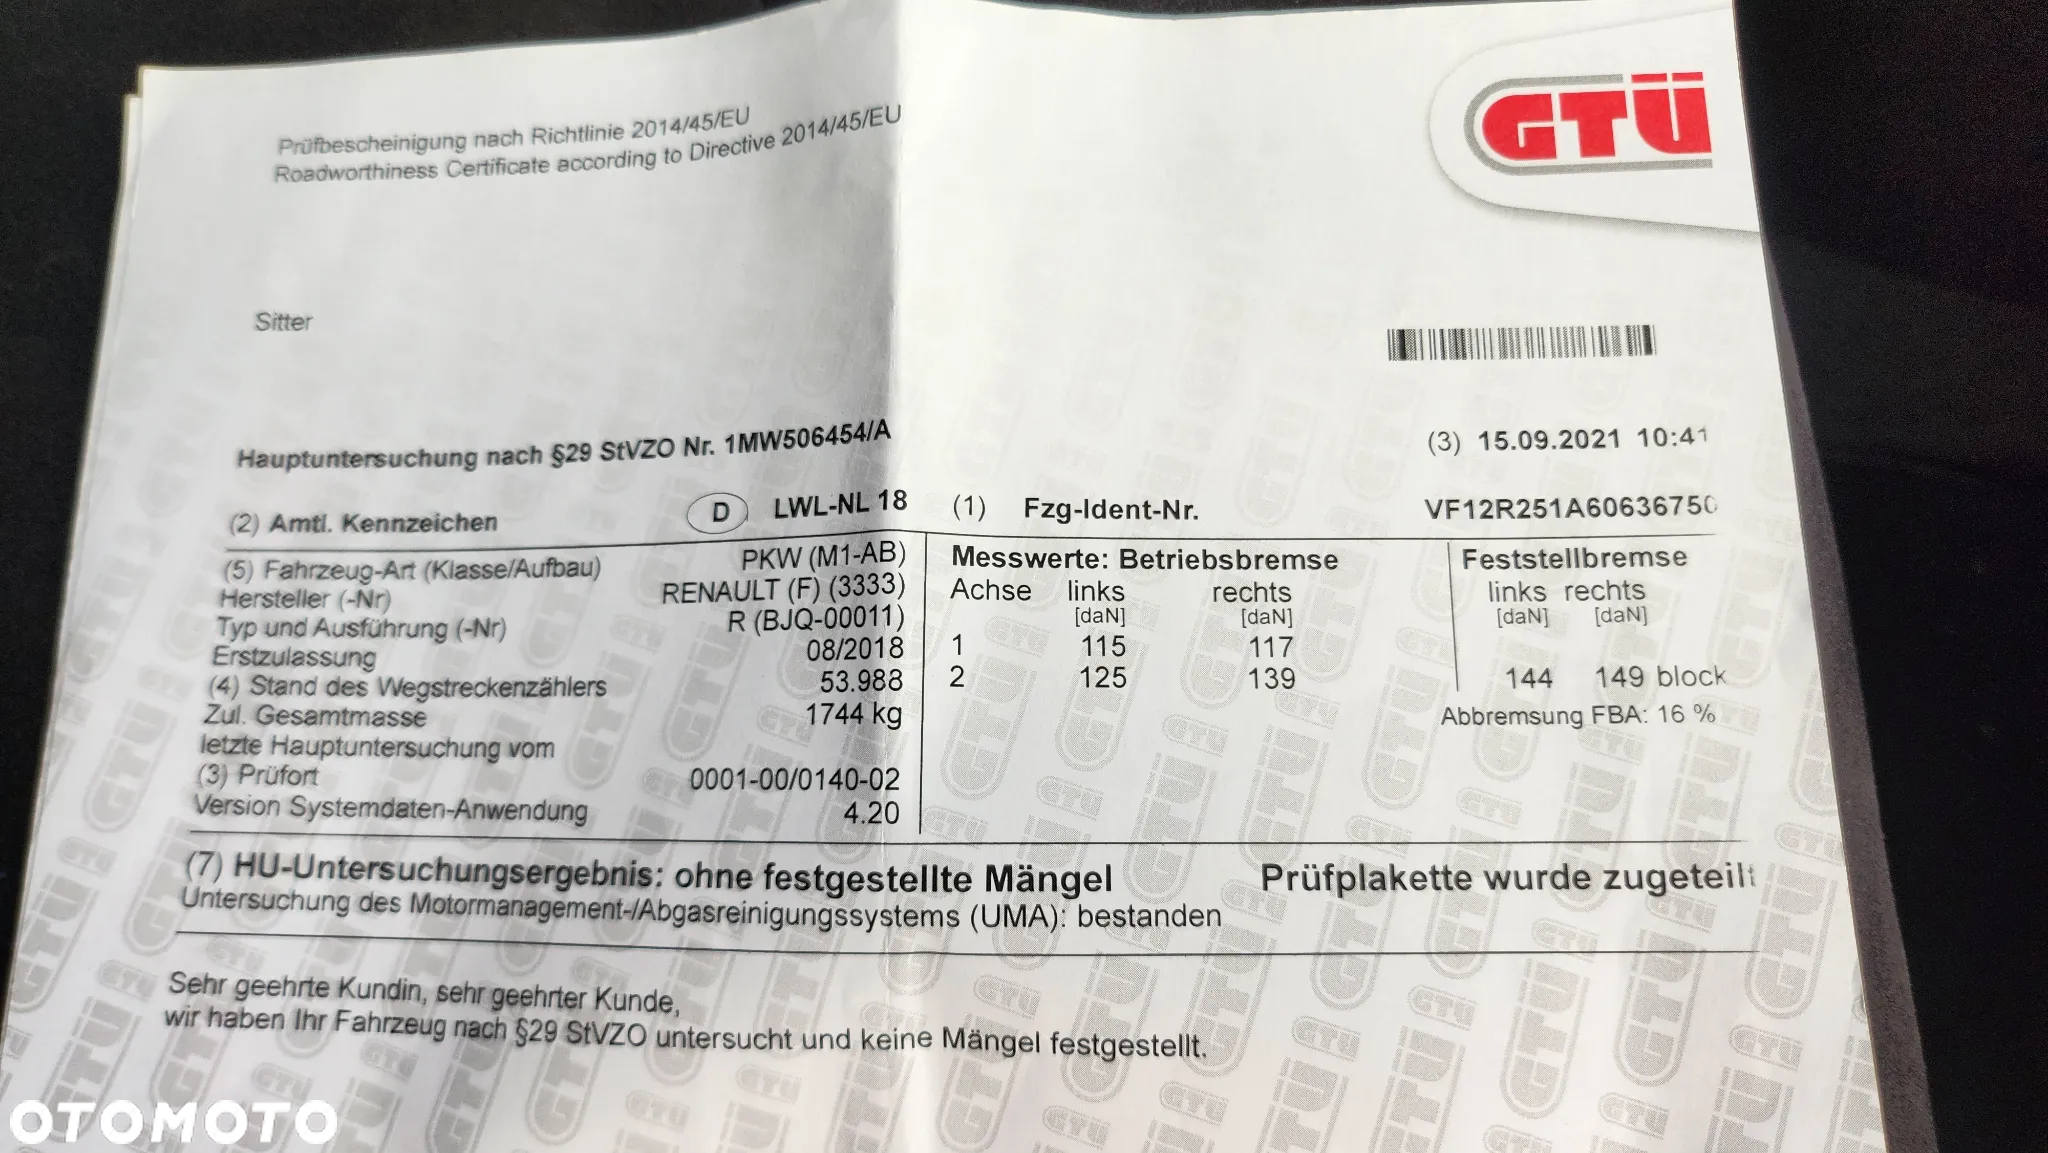 GTÜ
Prüfbescheinigung nach Richtlinie 2014/45/EU
Roadworthiness Certificate according to Directive 2014/45/EU
Sitter
Hauptuntersuchung nach §29 StVZO Nr. 1MW506454/A (3) 15.09.2021 10:41
(2) Amtl. Kennzeichen D LWL-NL 18 (1) Fzg-Ident-Nr. VF12R251A60636750
(5) Fahrzeug-Art (Klasse/Aufbau) PKW (M1-AB)
Hersteller (-Nr) RENAULT (F) (3333)
Typ und Ausführung (-Nr) R (BJQ-00011)
Erstzulassung 08/2018
(4) Stand des Wegstreckenzählers 53.988
Zul. Gesamtmasse 1744 kg
letzte Hauptuntersuchung vom
(3) Prüfort 0001-00/0140-02
Version Systemdaten-Anwendung 4.20
Messwerte: Betriebsbremse Feststellbremse
Achse links rechts links rechts
[daN] [daN] [daN] [daN]
1 115 117
2 125 139 144 149 block
Abbremsung FBA: 16 %
(7) HU-Untersuchungsergebnis: ohne festgestellte Mängel Prüfplakette wurde zugeteilt
Untersuchung des Motormanagement-/Abgasreinigungssystems (UMA): bestanden
Sehr geehrte Kundin, sehr geehrter Kunde,
wir haben Ihr Fahrzeug nach §29 StVZO untersucht und keine Mängel festgestellt.
OTOMOTO